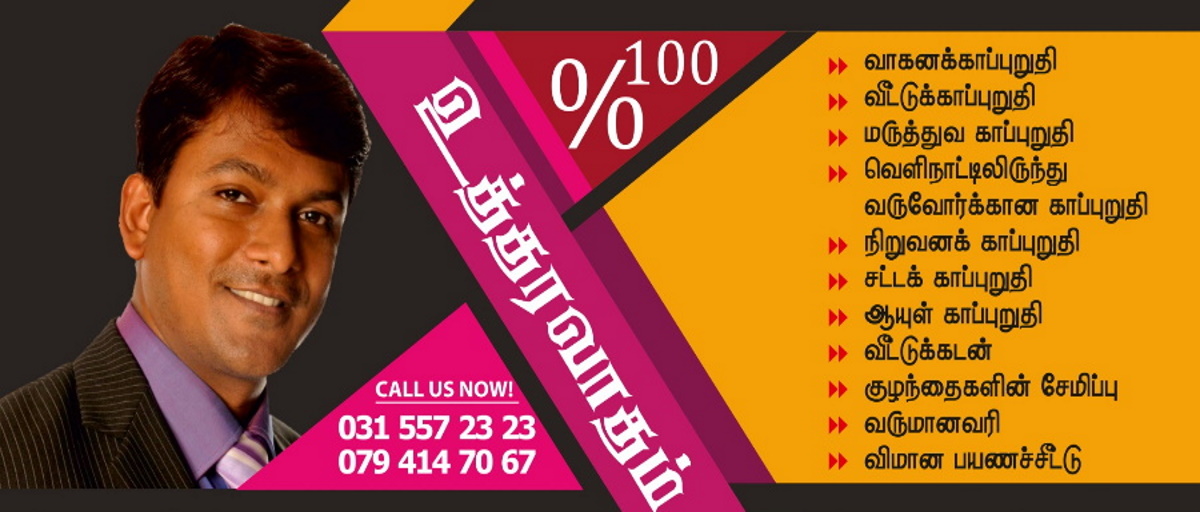 %100
உத்தரவாதம்
CALL US NOW!
031 557 23 23
079 414 70 67
வாகனக்காப்புறுதி
வீட்டுக்காப்புறுதி
மருத்துவ காப்புறுதி
வெளிநாட்டிலிருந்து
வருவோர்க்கான காப்புறுதி
நிறுவனக் காப்புறுதி
சட்டக் காப்புறுதி
ஆயுள் காப்புறுதி
வீட்டுக்கடன்
குழந்தைகளின் சேமிப்பு
வருமானவரி
விமான பயணச்சீட்டு